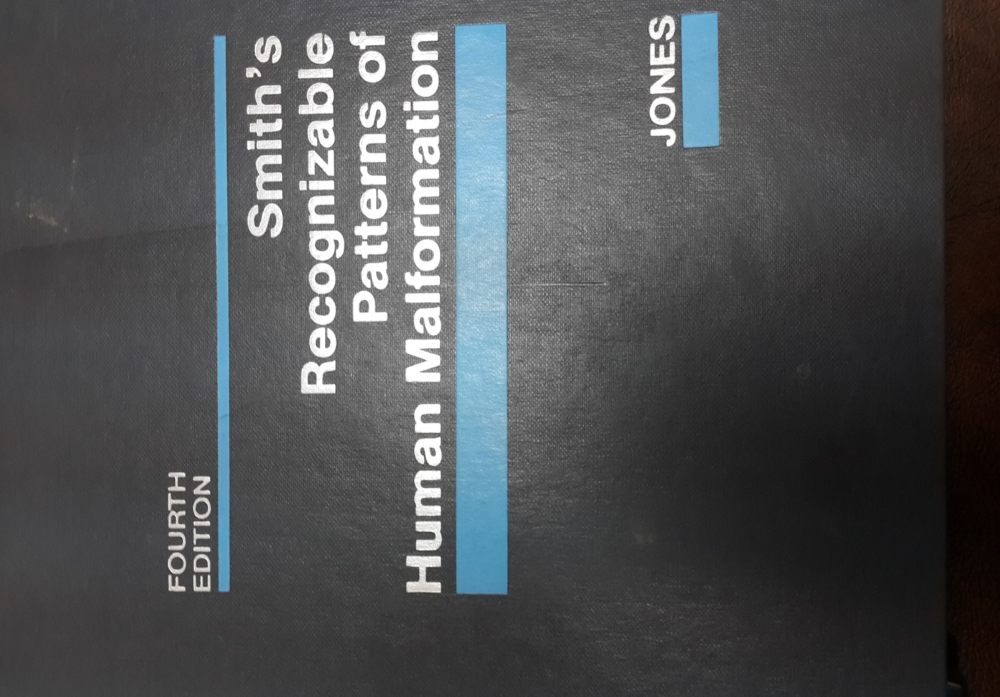 FOURTH
EDITION
Smith's
Recognizable
Patterns of
Human Malformation
JONES